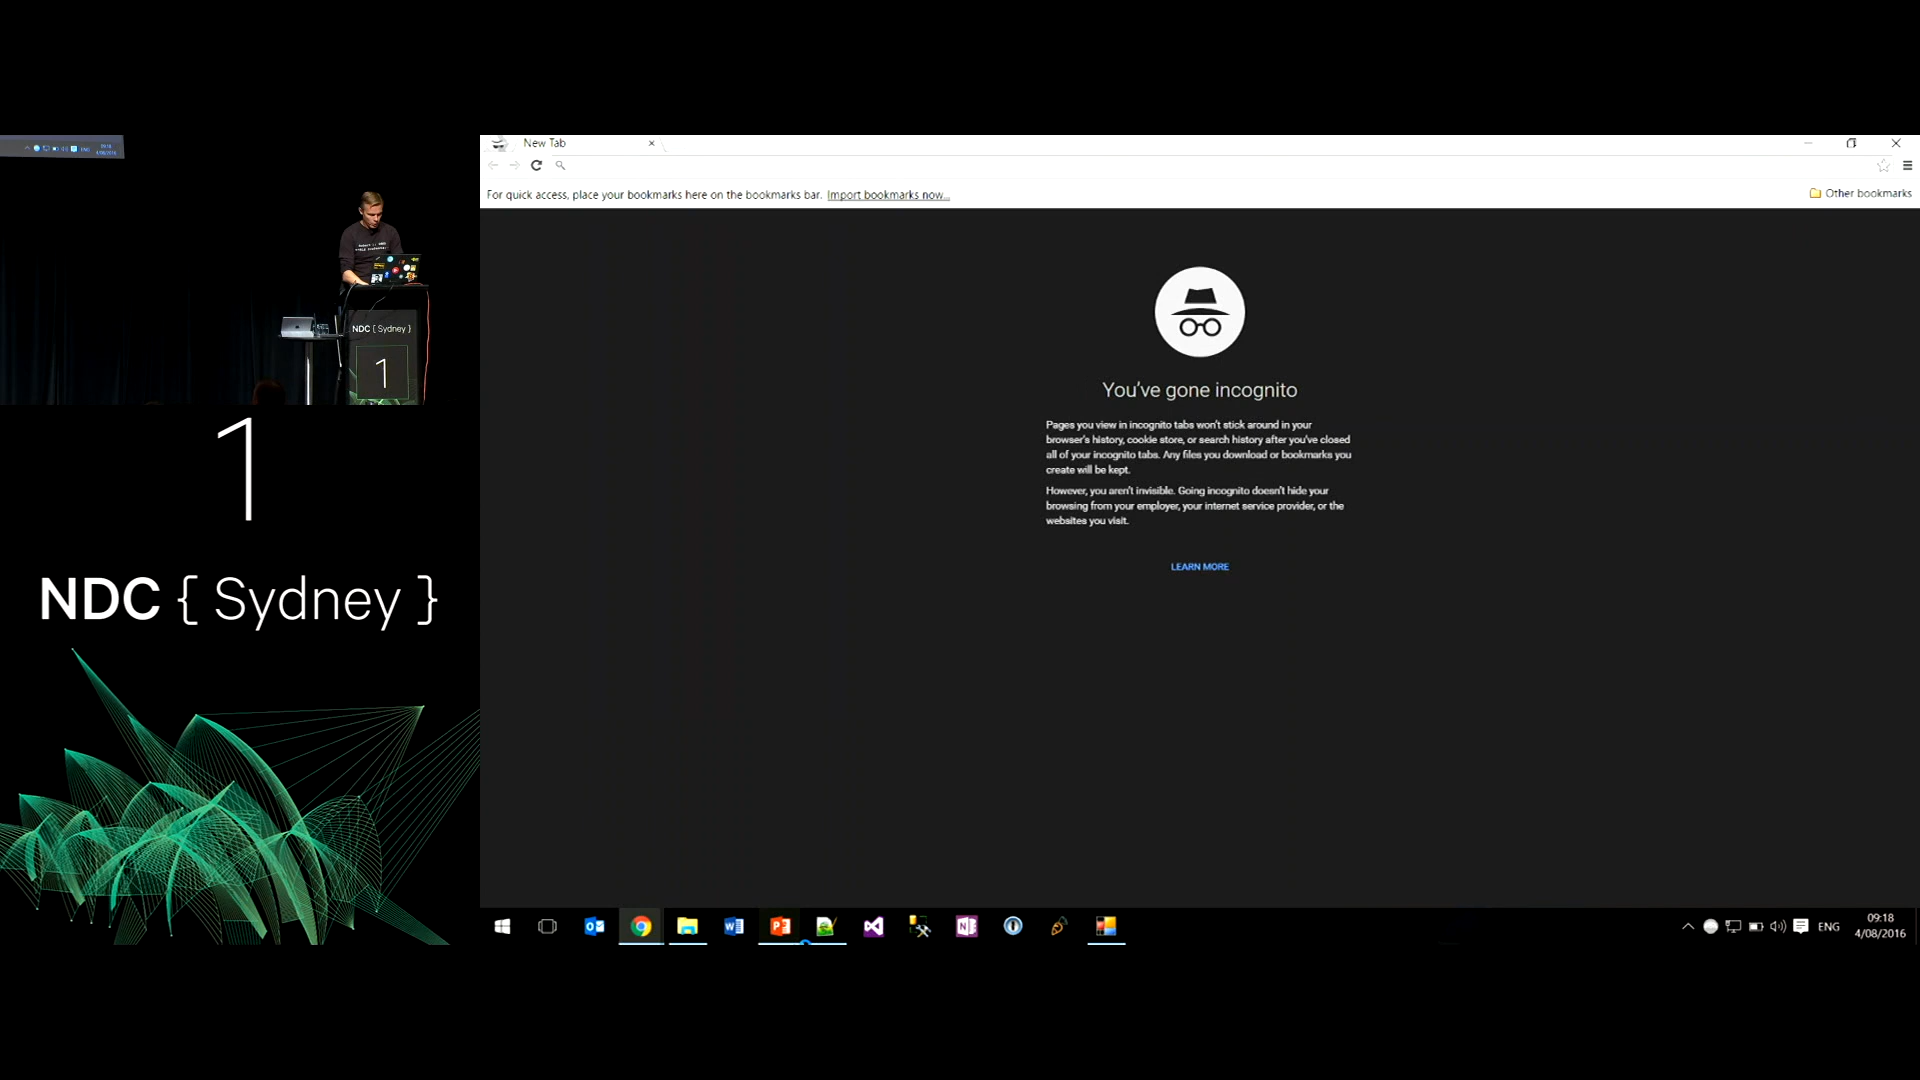 New Tab
For quick access, place your bookmarks here on the bookmarks bar. Import bookmarks now...
Other bookmarks
You've gone incognito
Pages you view in incognito tabs won't stick around in your
browser's history, cookie store, or search history after you've closed
all of your incognito tabs. Any files you download or bookmarks you
create will be kept.
However, you aren't invisible. Going incognito doesn't hide your
browsing from your employer, your internet service provider, or the
websites you visit.
LEARN MORE
ENG
09:18
4/08/2016
NDC { Sydney }
1
1
NDC { Sydney }